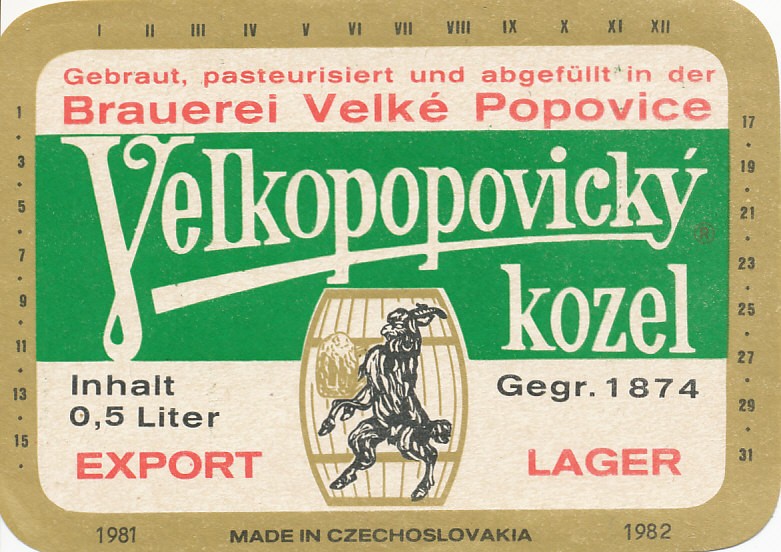 I II III IV V VI VII VIII IX X XI XII
Gebraut, pasteurisiert und abgefüllt in der
Brauerei Velké Popovice
Velkopopovický ®
kozel
Inhalt
0,5 Liter
Gegr. 1874
EXPORT
LAGER
1
3
5
7
9
11
13
15
17
19
21
23
25
27
29
31
1981 MADE IN CZECHOSLOVAKIA 1982